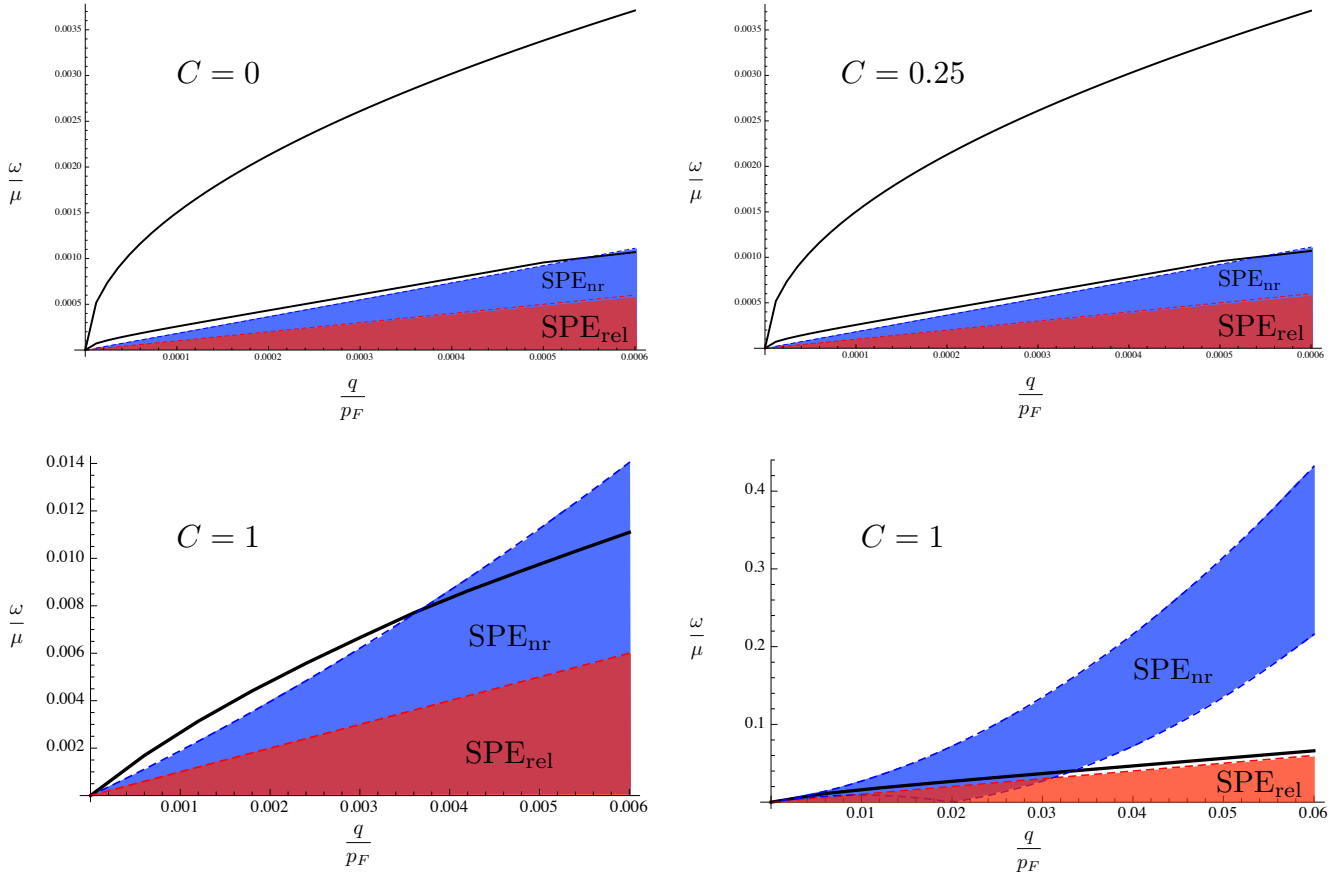 0.0035
0.0030
0.0025
0.0020
0.0015
0.0010
0.0005
C = 0
ω/μ
SPE_nr
SPE_rel
0.0001 0.0002 0.0003 0.0004 0.0005 0.0006
q/p_F
0.0035
0.0030
0.0025
0.0020
0.0015
0.0010
0.0005
C = 0.25
ω/μ
SPE_nr
SPE_rel
0.0001 0.0002 0.0003 0.0004 0.0005 0.0006
q/p_F
0.014
0.012
0.010
0.008
0.006
0.004
0.002
C = 1
ω/μ
SPE_nr
SPE_rel
0.001 0.002 0.003 0.004 0.005 0.006
q/p_F
0.4
0.3
0.2
0.1
C = 1
ω/μ
SPE_nr
SPE_rel
0.01 0.02 0.03 0.04 0.05 0.06
q/p_F